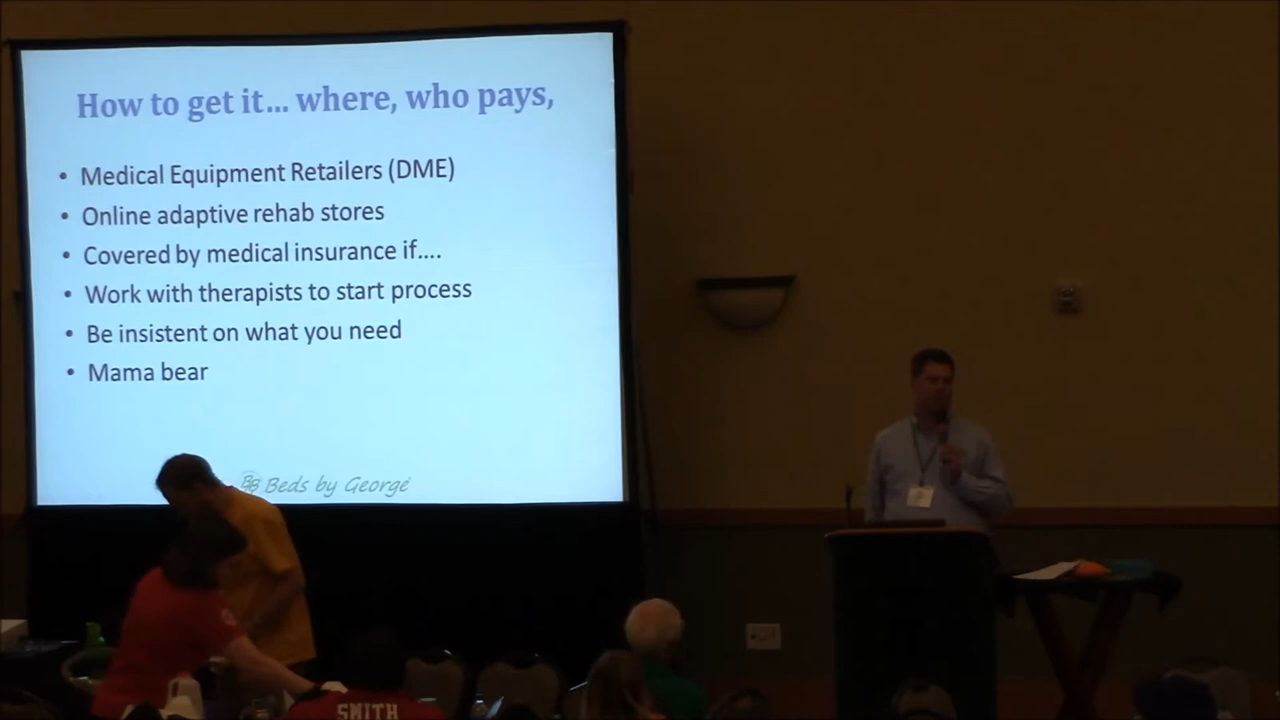 How to get it... where, who pays,
• Medical Equipment Retailers (DME)
• Online adaptive rehab stores
• Covered by medical insurance if....
• Work with therapists to start process
• Be insistent on what you need
• Mama bear
BB Beds by George
SMITH